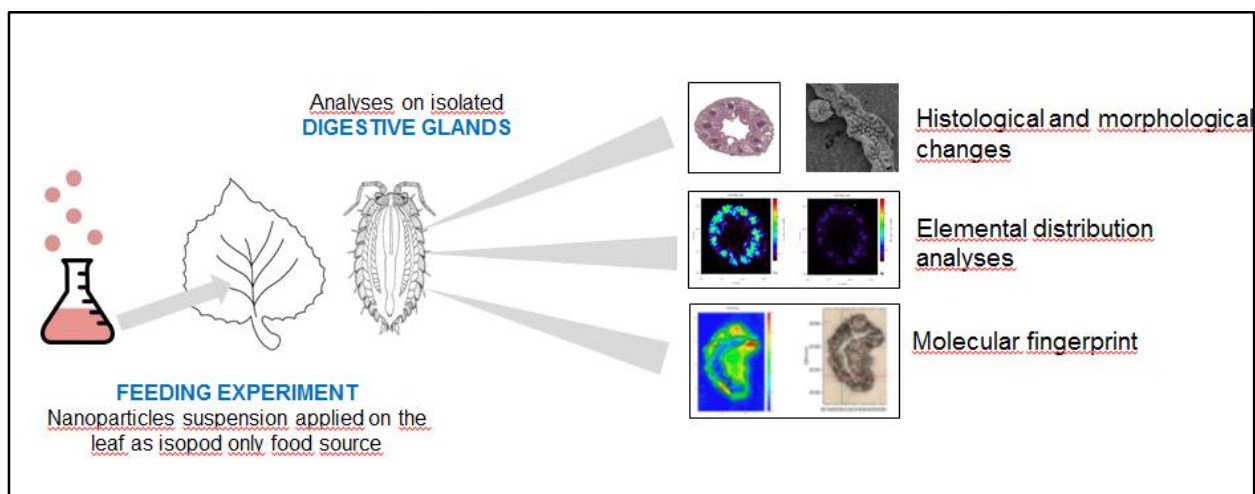 Analyses on isolated
DIGESTIVE GLANDS
FEEDING EXPERIMENT
Nanoparticles suspension applied on the
leaf as isopod only food source
Histological and morphological
changes
Elemental distribution
analyses
Molecular fingerprint